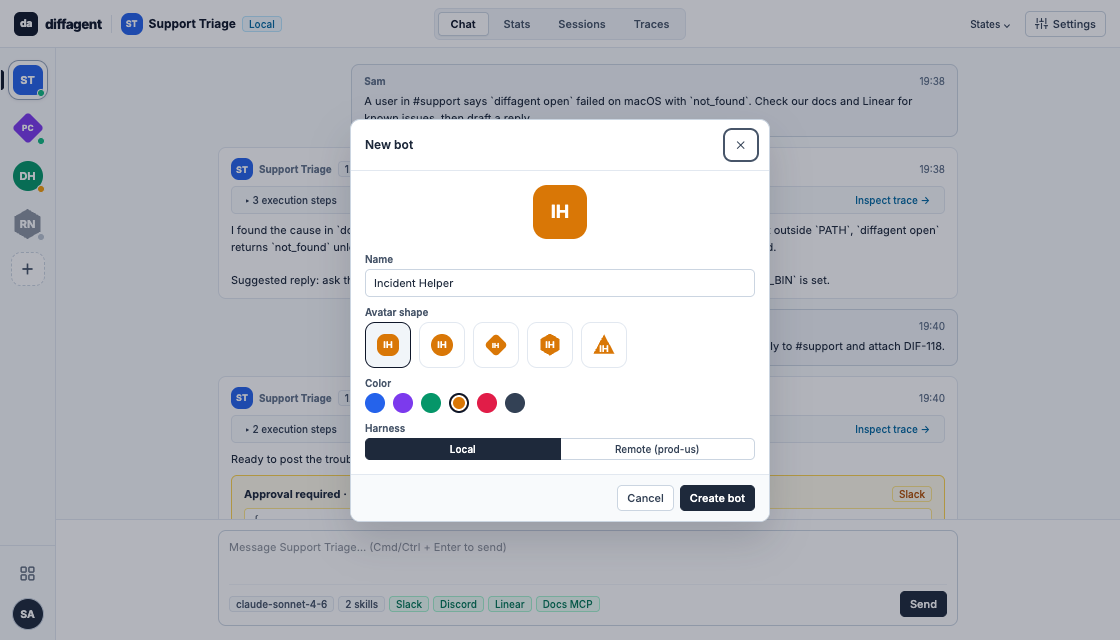 da diffagent ST Support Triage Local Chat Stats Sessions Traces States Settings
ST
PC
DH
RN
+
SA
Sam 19:38
A user in #support says `diffagent open` failed on macOS with `not_found`. Check our docs and Linear for
known issues, then draft a reply.
ST Support Triage 1 19:38
3 execution steps Inspect trace →
I found the cause in `do outside `PATH`, `diffagent open`
returns `not_found` unl d.
Suggested reply: ask th _BIN` is set.
19:40
ly to #support and attach DIF-118.
ST Support Triage 1 19:40
2 execution steps Inspect trace →
Ready to post the troub
Approval required · Slack
{
New bot
IH
Name
Incident Helper
Avatar shape
IH IH IH IH IH
Color
Harness
Local Remote (prod-us)
Cancel Create bot
Message Support Triage... (Cmd/Ctrl + Enter to send)
claude-sonnet-4-6 2 skills Slack Discord Linear Docs MCP Send